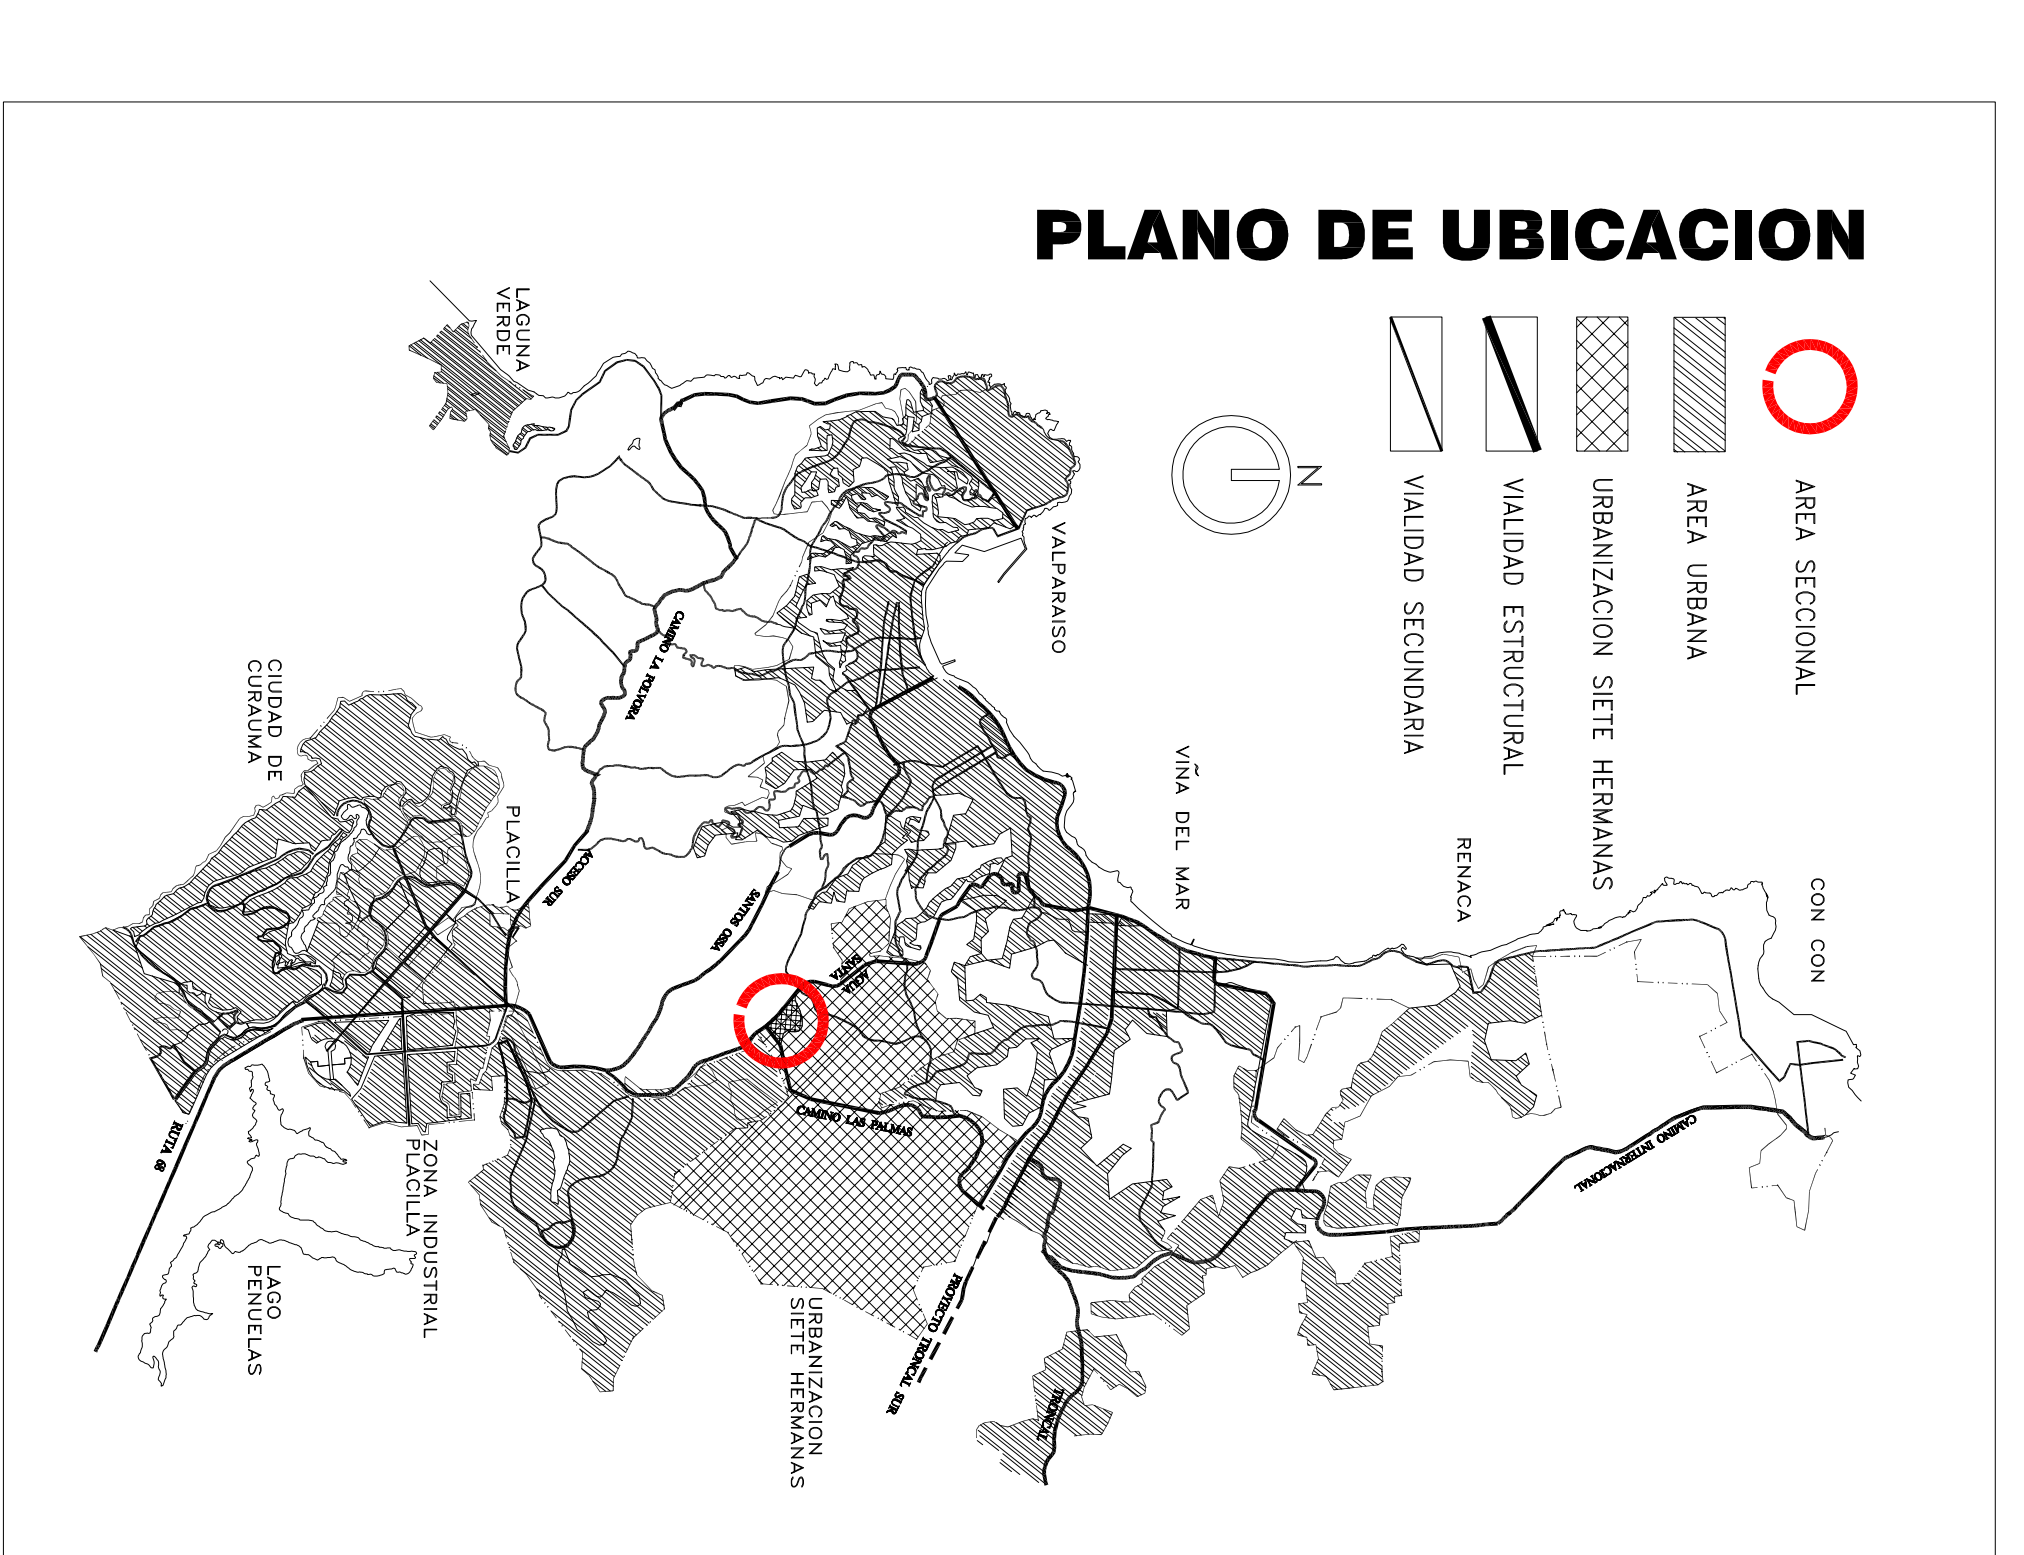 PLANO DE UBICACION
AREA SECCIONAL
AREA URBANA
URBANIZACION SIETE HERMANAS
VIALIDAD ESTRUCTURAL
VIALIDAD SECUNDARIA
N
LAGUNA
VERDE
VALPARAISO
VIÑA DEL MAR
RENACA
CON CON
CIUDAD DE
CURAUMA
PLACILLA
CAMINO LA POLVORA
ACCESO SUR
SANTOS OSSA
AGUA
SANTA
CAMINO LAS PALMAS
CAMINO INTERNACIONAL
RUTA 68
ZONA INDUSTRIAL
PLACILLA
LAGO
PENUELAS
URBANIZACION
SIETE HERMANAS
PROYECTO TRONCAL SUR
TRONCAL